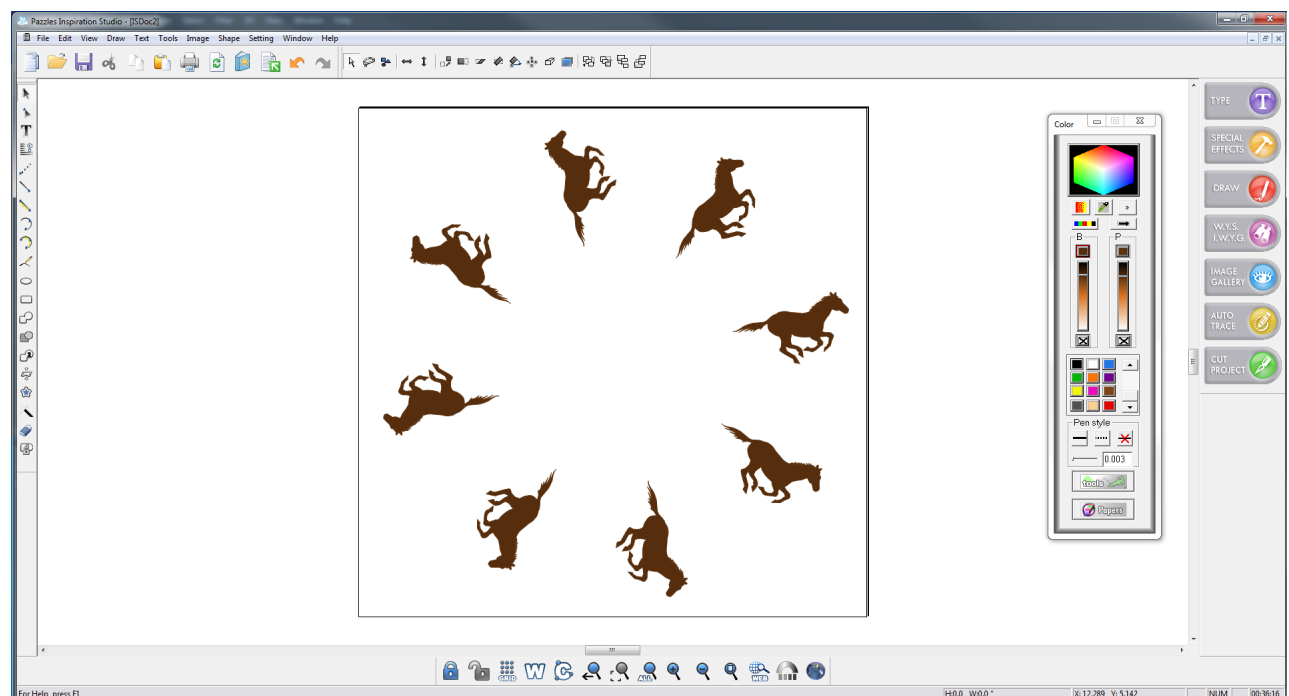 Pazzles Inspiration Studio - [ISDoc2]
File Edit View Draw Text Tools Image Shape Setting Window Help
Color
B P
Pen style
0.003
tools
Papers
TYPE
SPECIAL
EFFECTS
DRAW
W.Y.S.
I.W.Y.G.
IMAGE
GALLERY
AUTO
TRACE
CUT
PROJECT
GRID
ALL
WEB
For Help, press F1
H:0.0 W:0.0 " X: 12.289 Y: 5.142 NUM 00:36:16